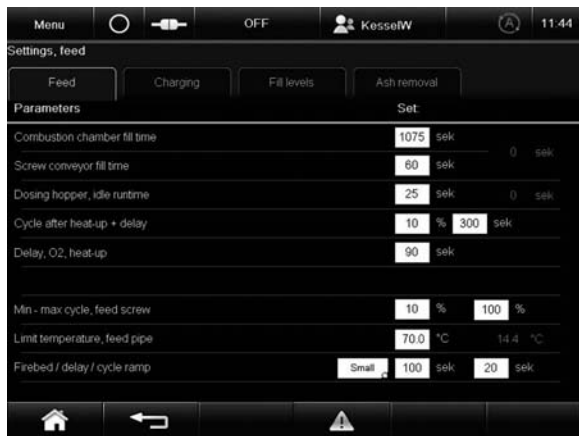 Menu OFF KesselW A 11:44
Settings, feed
Feed Charging Fill levels Ash removal
Parameters Set:
Combustion chamber fill time 1075 sek
0 sek
Screw conveyor fill time 60 sek
Dosing hopper, idle runtime 25 sek 0 sek
Cycle after heat-up + delay 10 % 300 sek
Delay, O2, heat-up 90 sek
Min - max cycle, feed screw 10 % 100 %
Limit temperature, feed pipe 70.0 °C 14.4 °C
Firebed / delay / cycle ramp Small 100 sek 20 sek